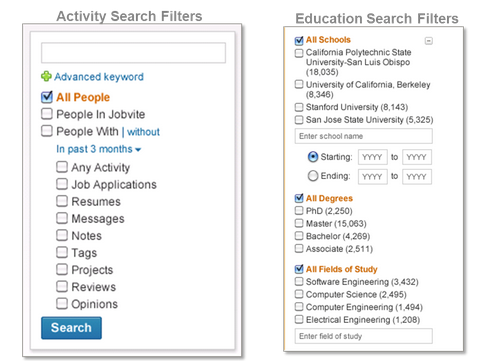 Activity Search Filters
Advanced keyword
All People
People In Jobvite
People With | without
In past 3 months
Any Activity
Job Applications
Resumes
Messages
Notes
Tags
Projects
Reviews
Opinions
Search
Education Search Filters
All Schools
California Polytechnic State
University-San Luis Obispo
(18,035)
University of California, Berkeley
(8,346)
Stanford University (8,143)
San Jose State University (5,325)
Enter school name
Starting: YYYY to YYYY
Ending: YYYY to YYYY
All Degrees
PhD (2,250)
Master (15,063)
Bachelor (4,269)
Associate (2,511)
All Fields of Study
Software Engineering (3,432)
Computer Science (2,495)
Computer Engineering (1,494)
Electrical Engineering (1,208)
Enter field of study